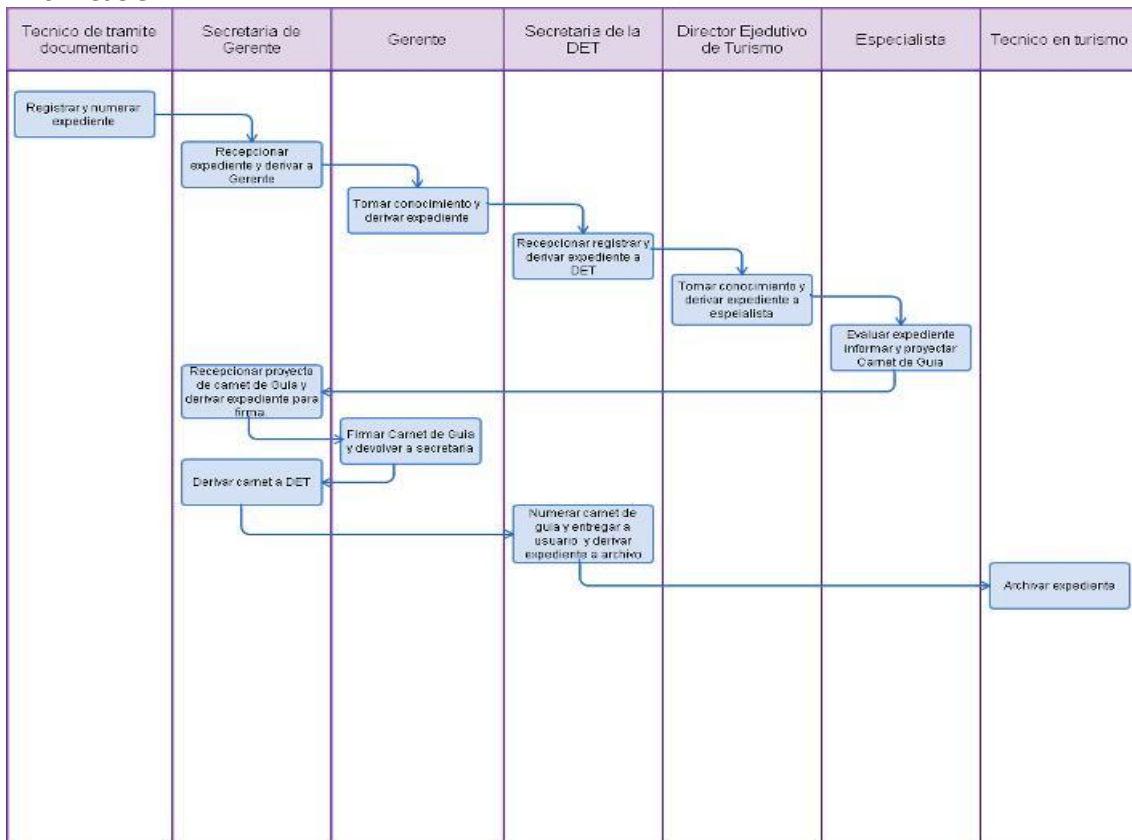 Tecnico de tramite
documentario
Secretaria de
Gerente
Gerente
Secretaria de la
DET
Director Ejedutivo
de Turismo
Especialista
Tecnico en turismo
Registrar y numerar
expediente
Recepcionar
expediente y derivar a
Gerente
Tomar conocimiento y
derivar expediente
Recepcionar registrar y
derivar expediente a
DET
Tomar conocimiento y
derivar expediente a
espeialista
Evaluar expediente
informar y proyectar
Carnet de Guia
Recepcionar proyecto
de carnet de Guia y
derivar expediente para
firma.
Firmar Carnet de Guia
y devolver a secretaria
Derivar carnet a DET
Numerar carnet de
guia y entregar a
usuario y derivar
expediente a archivo
Archivar expediente